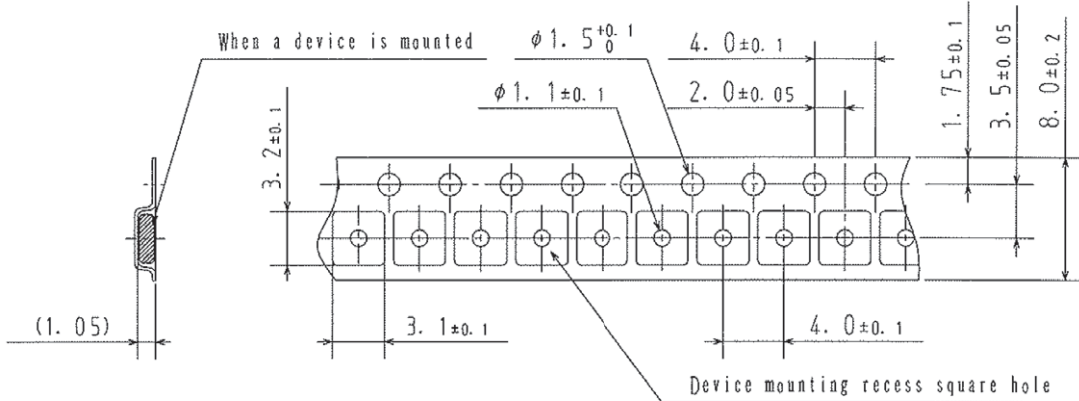 When a device is mounted
φ1. 5 +0. 1 0
4. 0±0. 1
φ1. 1±0. 1
2. 0±0. 05
1. 75±0. 1
3. 5±0. 05
8. 0±0. 2
3. 2±0. 1
(1. 05)
3. 1±0. 1
4. 0±0. 1
Device mounting recess square hole